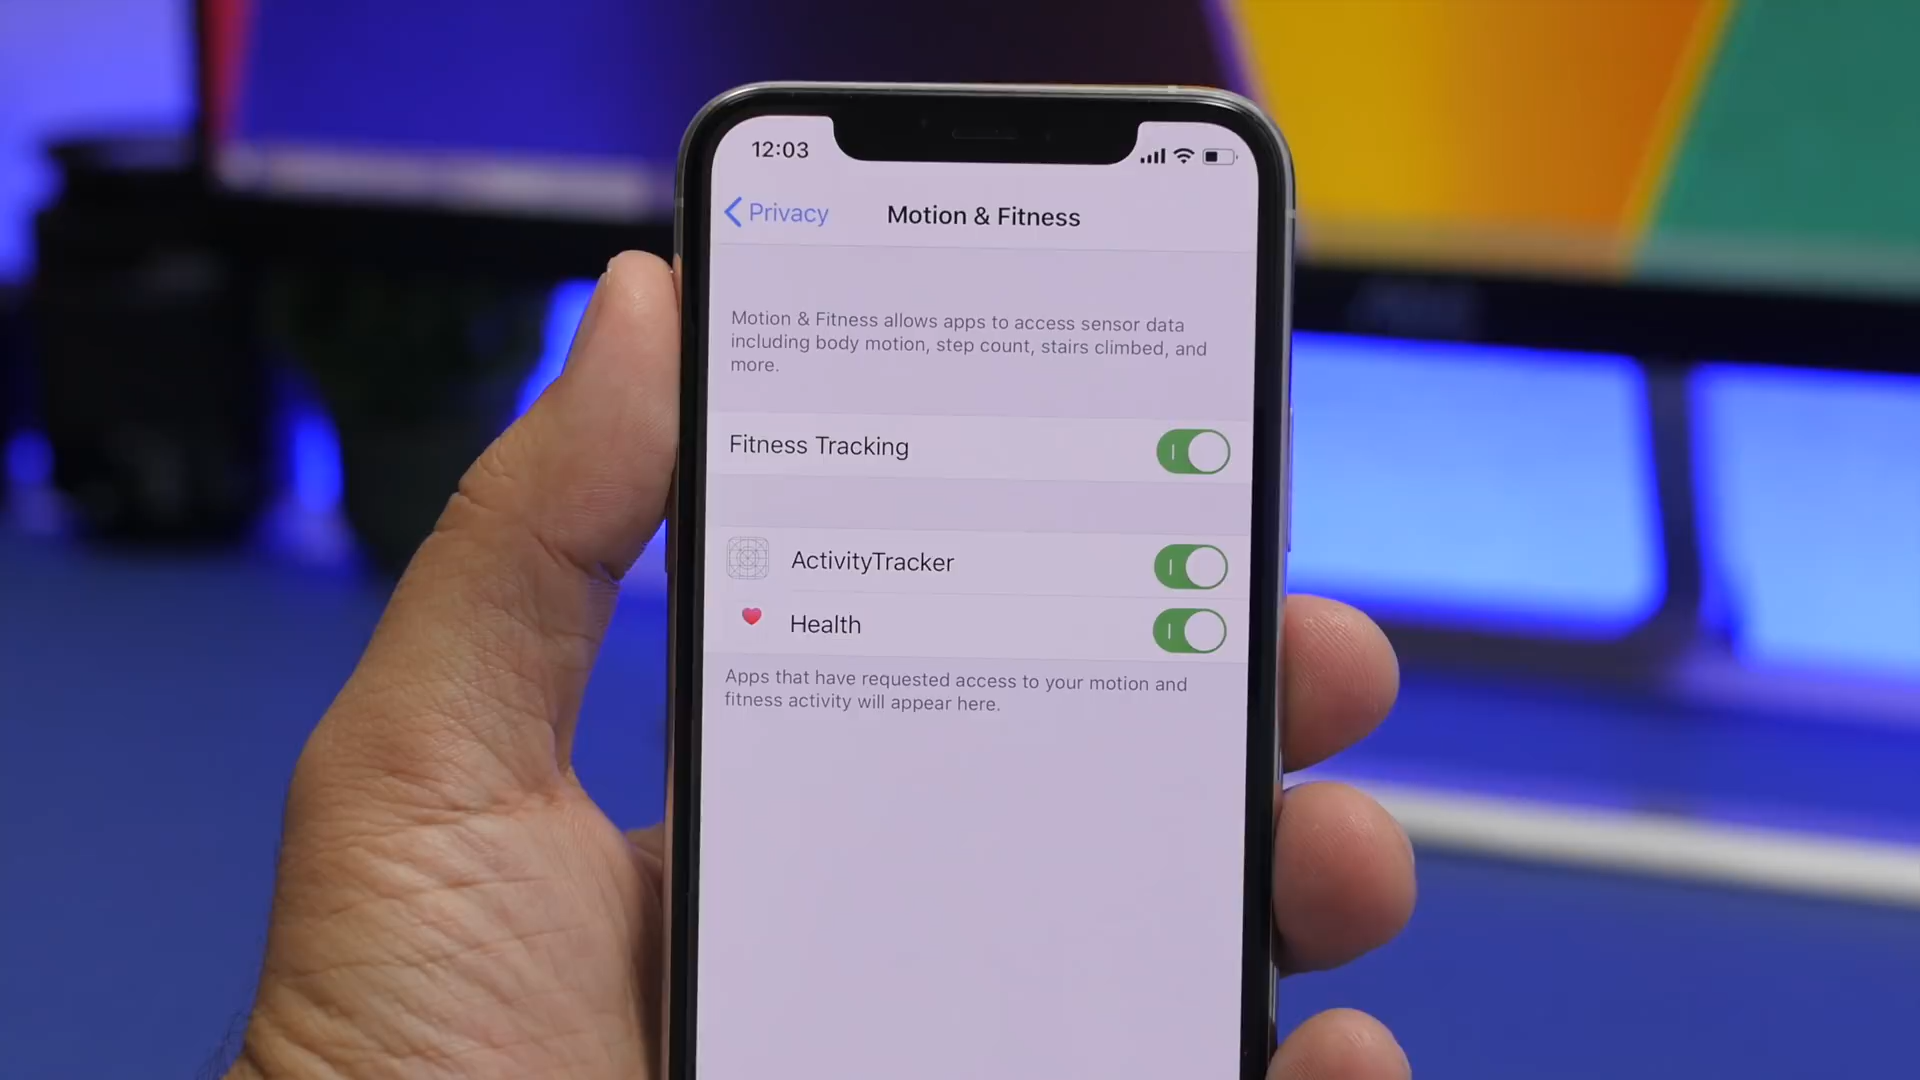 12:03
Privacy
Motion & Fitness
Motion & Fitness allows apps to access sensor data
including body motion, step count, stairs climbed, and
more.
Fitness Tracking
ActivityTracker
Health
Apps that have requested access to your motion and
fitness activity will appear here.